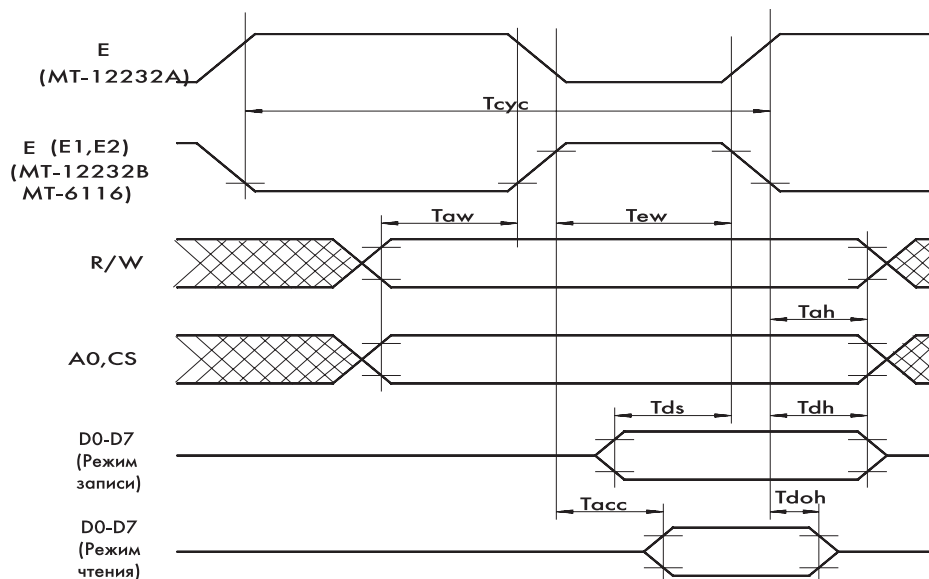 E
(MT-12232A)
Tcyc
E (E1,E2)
(MT-12232B
MT-6116)
Taw
Tew
R/W
Tah
A0,CS
Tds
Tdh
D0-D7
(Режим
записи)
Tacc
Tdoh
D0-D7
(Режим
чтения)